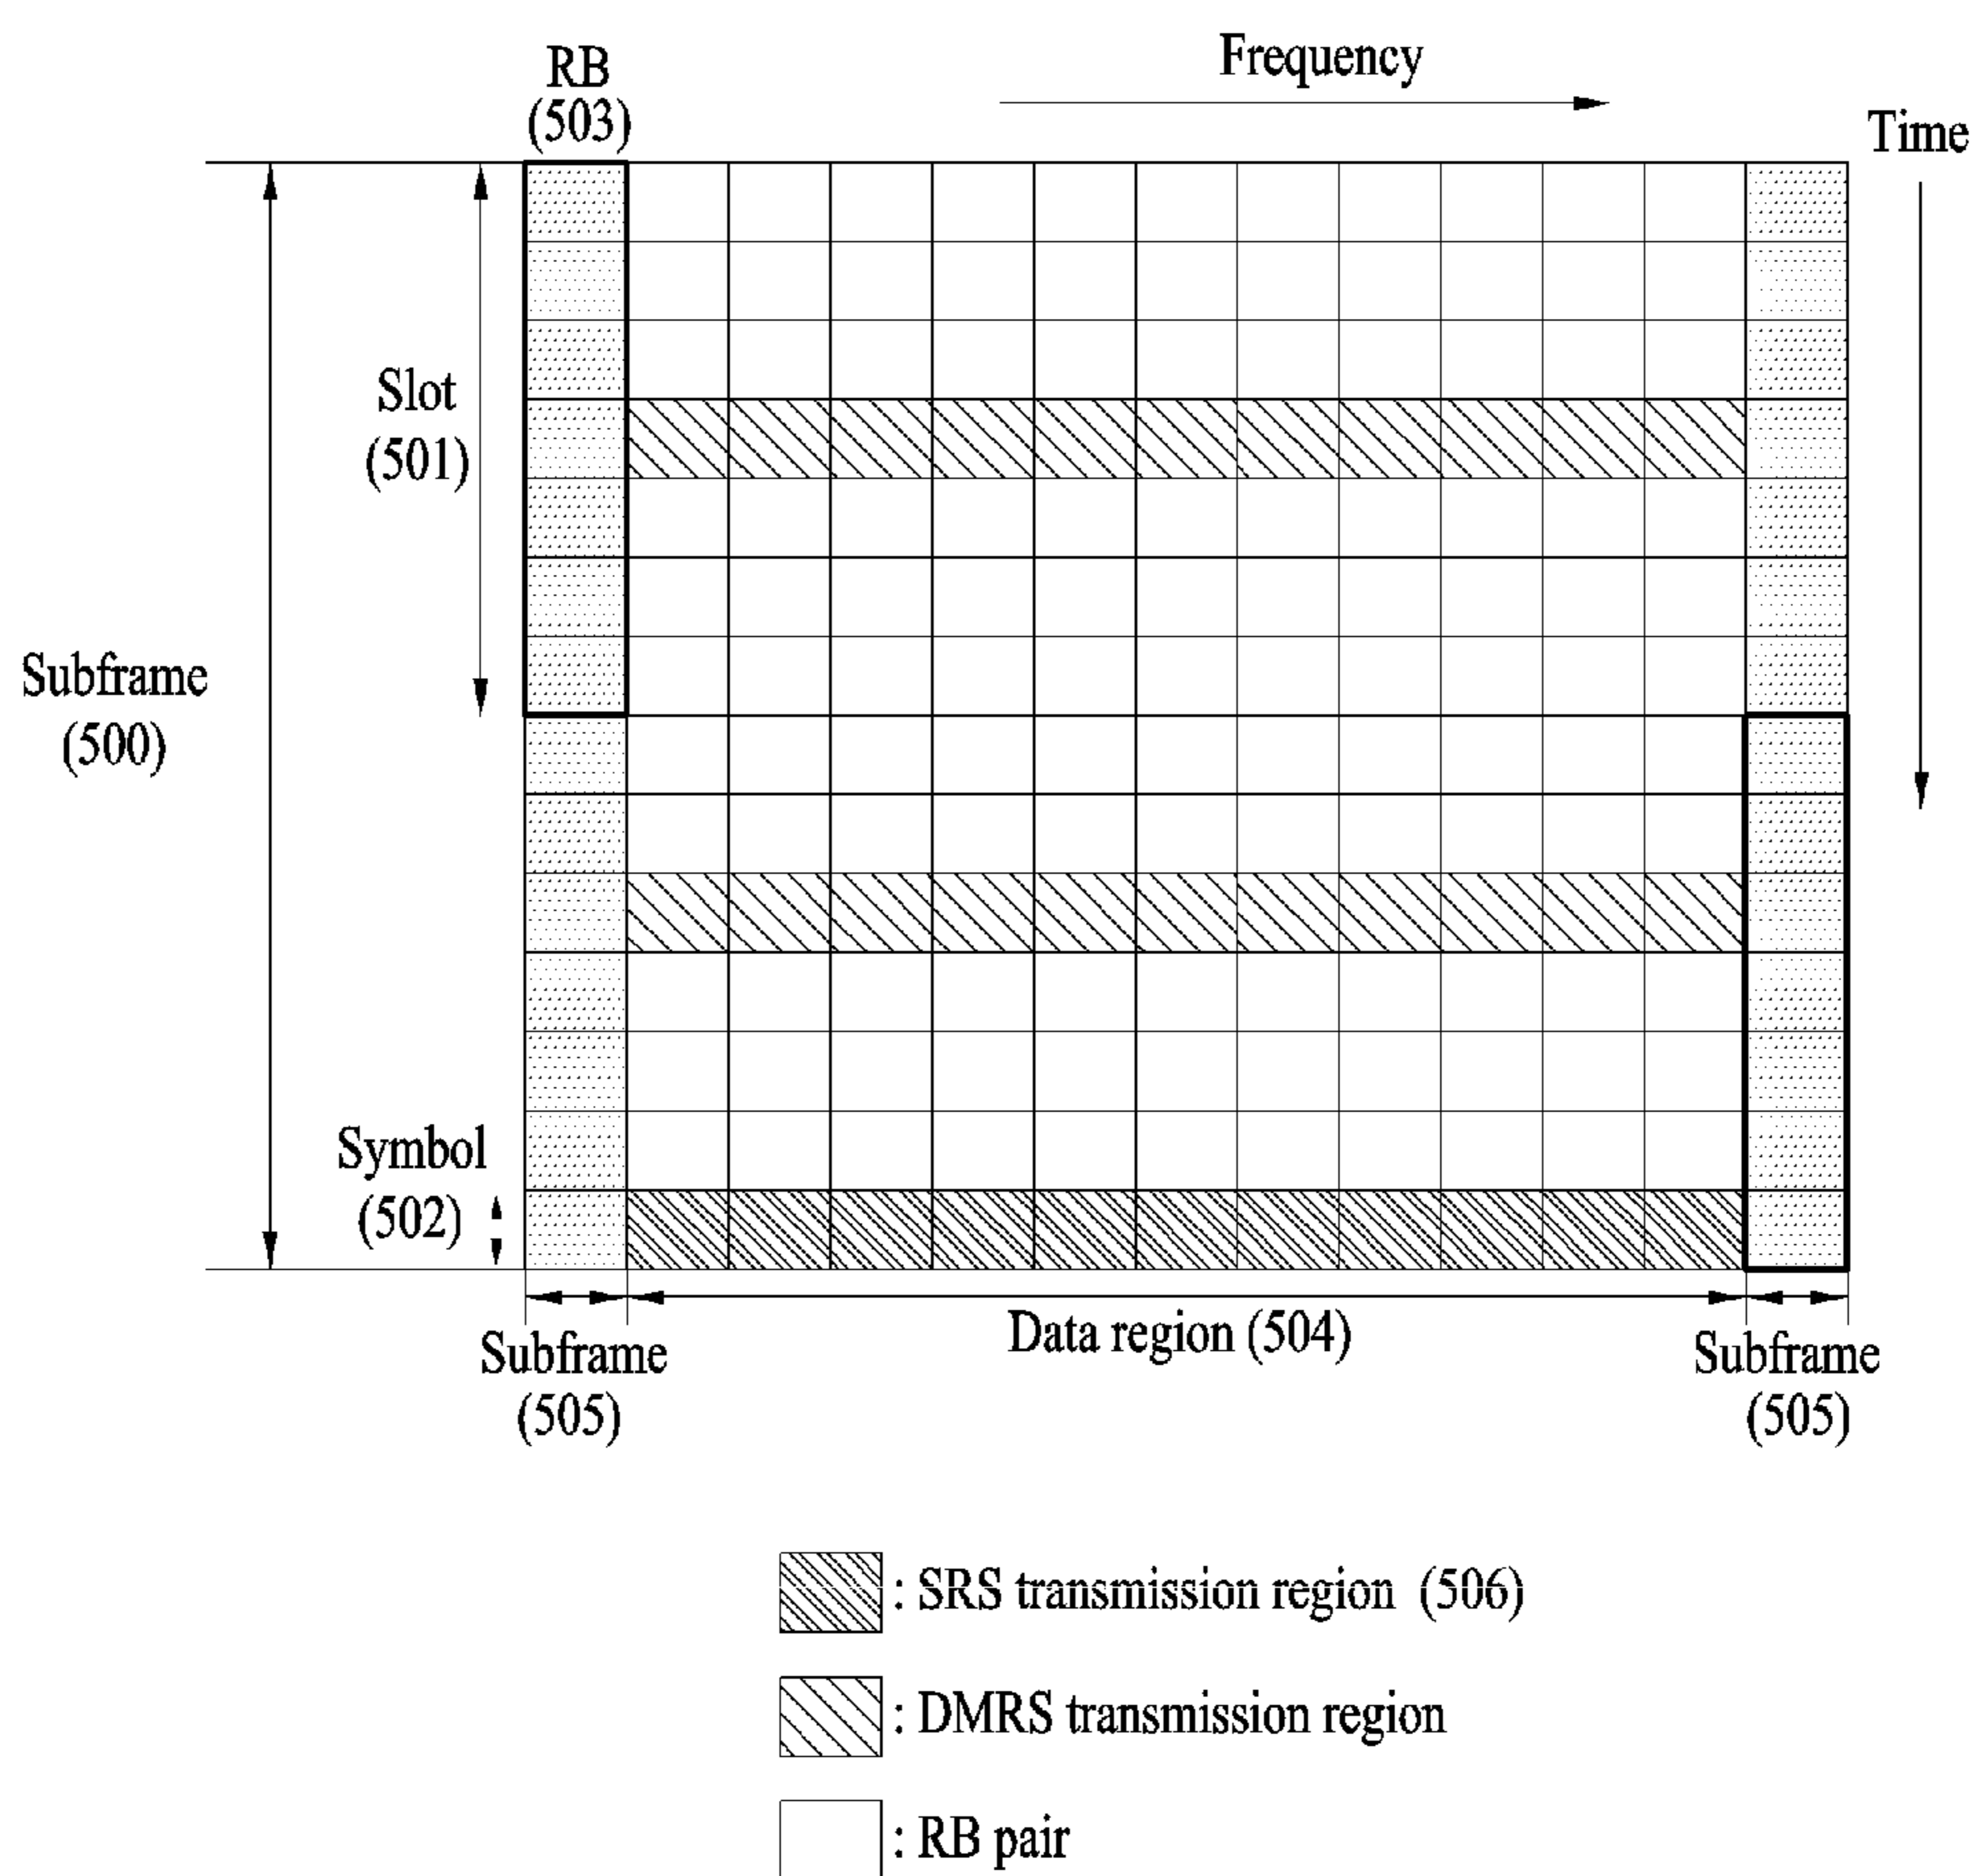 RB
(503)
Frequency
Time
Slot
(501)
Subframe
(500)
Symbol
(502)
Data region (504)
Subframe
(505)
Subframe
(505)
: SRS transmission region (506)
: DMRS transmission region
: RB pair